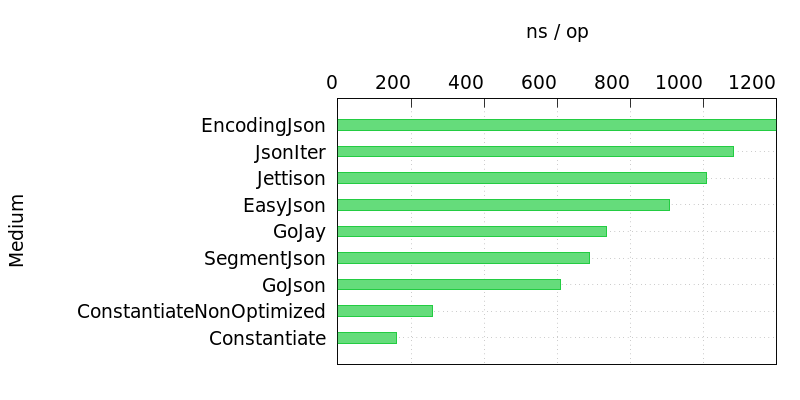 ns / op
0 200 400 600 800 1000 1200
Medium
EncodingJson
JsonIter
Jettison
EasyJson
GoJay
SegmentJson
GoJson
ConstantiateNonOptimized
Constantiate